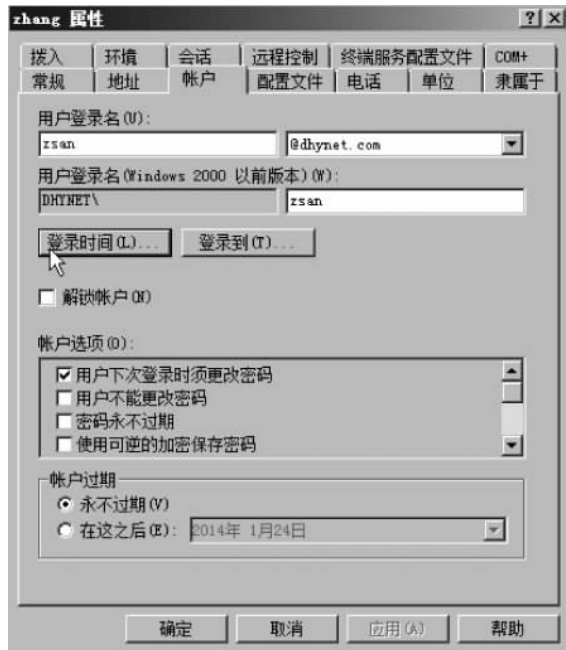 zhang 属性
拨入 环境 会话 远程控制 终端服务配置文件 COM+
常规 地址 帐户 配置文件 电话 单位 隶属于
用户登录名(U):
zsan @dhynet.com
用户登录名(Windows 2000 以前版本)(W):
DHYNET\ zsan
登录时间(L)... 登录到(T)...
解锁帐户(N)
帐户选项(O):
用户下次登录时须更改密码
用户不能更改密码
密码永不过期
使用可逆的加密保存密码
帐户过期
永不过期(V)
在这之后(E): 2014年 1月24日
确定 取消 应用(A) 帮助